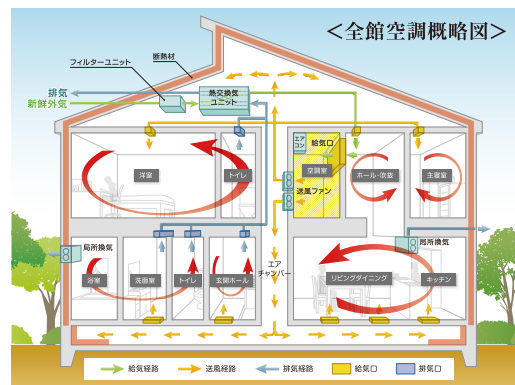 <全館空調概略図>
断熱材
フィルターユニット
排気
新鮮外気
熱交換気
ユニット
エア
コン
給気口
空調室
送風ファン
洋室
トイレ
ホール・吹抜
主寝室
局所換気
局所換気
エア
チャンバー
浴室
洗面室
トイレ
玄関ホール
リビングダイニング
キッチン
給気経路
送風経路
排気経路
給気口
排気口